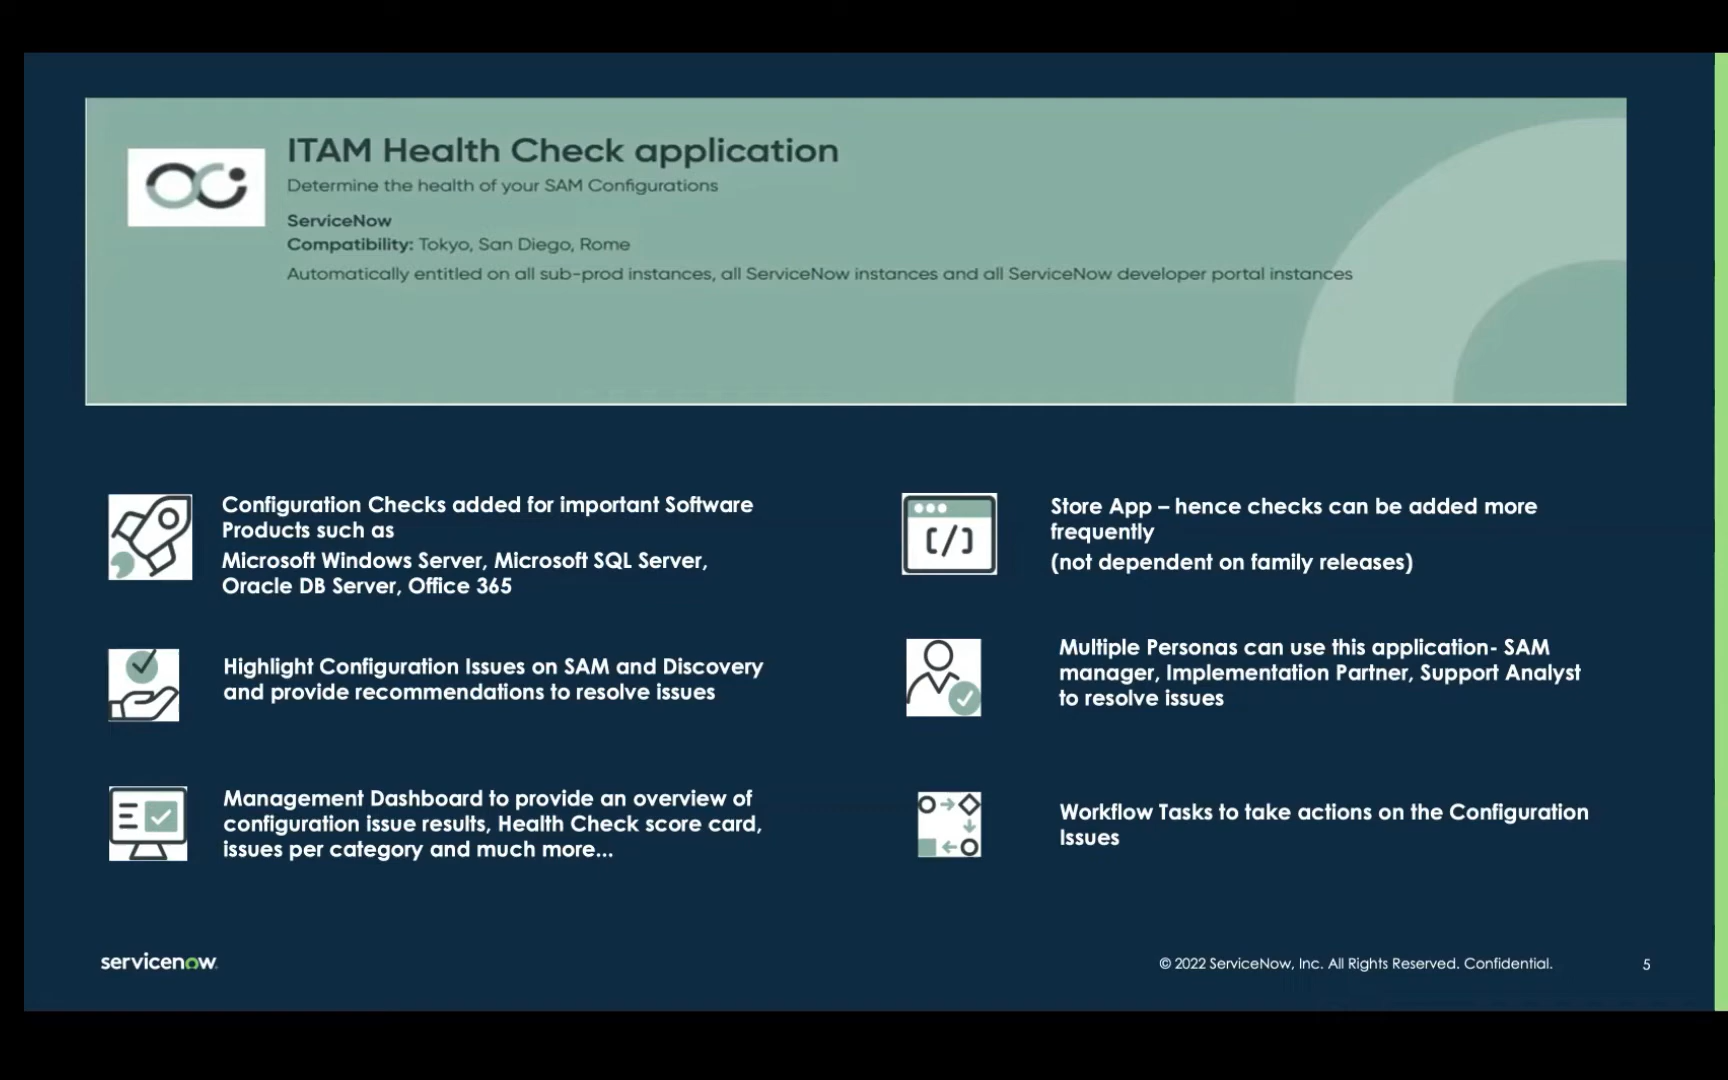 ITAM Health Check application
Determine the health of your SAM Configurations
ServiceNow
Compatibility: Tokyo, San Diego, Rome
Automatically entitled on all sub-prod instances, all ServiceNow instances and all ServiceNow developer portal instances
Configuration Checks added for important Software
Products such as
Microsoft Windows Server, Microsoft SQL Server,
Oracle DB Server, Office 365
Highlight Configuration Issues on SAM and Discovery
and provide recommendations to resolve issues
Management Dashboard to provide an overview of
configuration issue results, Health Check score card,
issues per category and much more...
Store App – hence checks can be added more
frequently
(not dependent on family releases)
Multiple Personas can use this application- SAM
manager, Implementation Partner, Support Analyst
to resolve issues
Workflow Tasks to take actions on the Configuration
Issues
servicenow.
© 2022 ServiceNow, Inc. All Rights Reserved. Confidential.
5